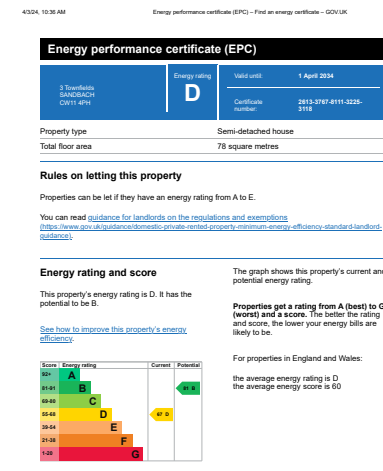 4/3/24, 10:36 AM Energy performance certificate (EPC) – Find an energy certificate – GOV.UK
Energy performance certificate (EPC)
3 Townfields
SANDBACH
CW11 4PH
Energy rating
D
Valid until: 1 April 2034
Certificate number: 2613-3767-8111-3225-3118
Property type Semi-detached house
Total floor area 78 square metres
Rules on letting this property
Properties can be let if they have an energy rating from A to E.
You can read guidance for landlords on the regulations and exemptions
(https://www.gov.uk/guidance/domestic-private-rented-property-minimum-energy-efficiency-standard-landlord-
guidance).
Energy rating and score
This property's energy rating is D. It has the
potential to be B.
See how to improve this property's energy
efficiency.
Score Energy rating Current Potential
92+ A
81-91 B 81 B
69-80 C
55-68 D 67 D
39-54 E
21-38 F
1-20 G
The graph shows this property's current and
potential energy rating.
Properties get a rating from A (best) to G
(worst) and a score. The better the rating
and score, the lower your energy bills are
likely to be.
For properties in England and Wales:
the average energy rating is D
the average energy score is 60